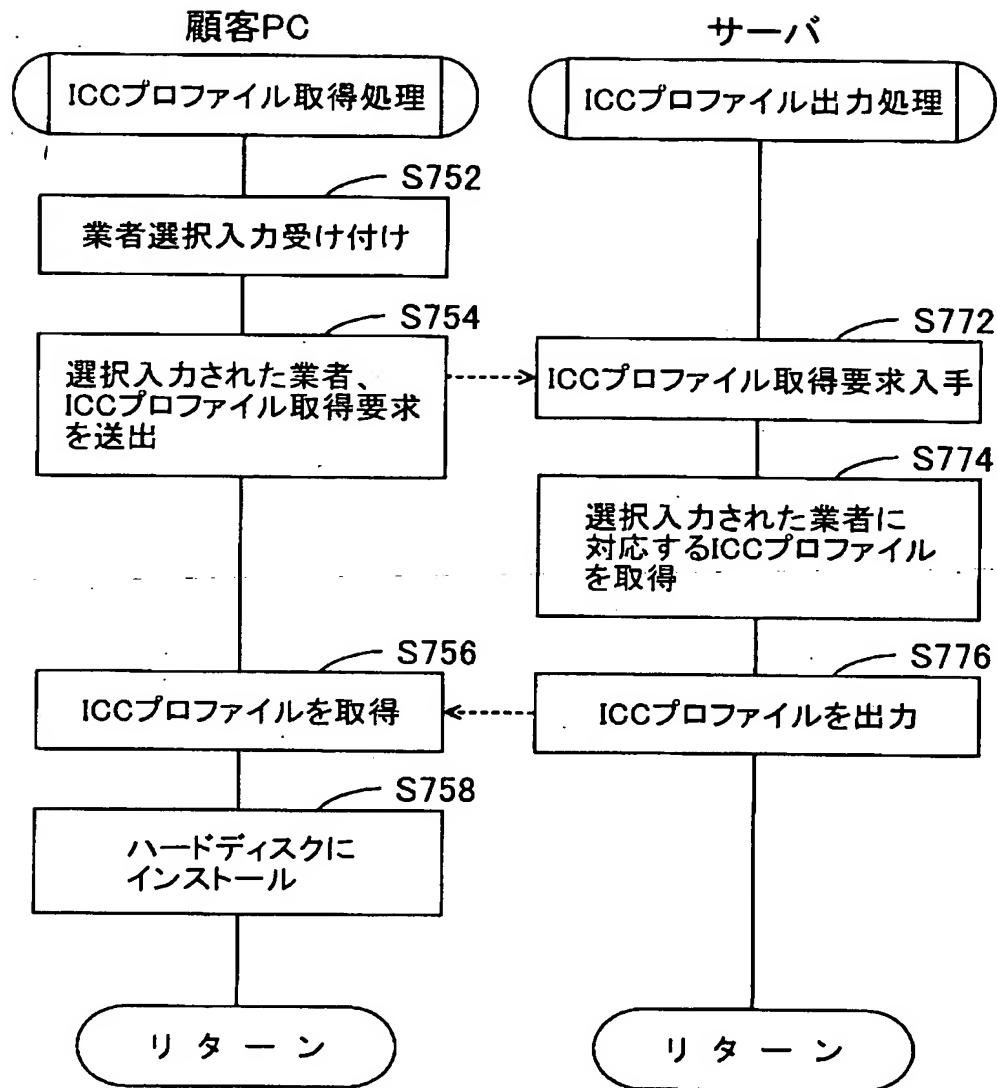 顧客PC
ICCプロファイル取得処理
S752
業者選択入力受け付け
S754
選択入力された業者、
ICCプロファイル取得要求
を送出
S756
ICCプロファイルを取得
S758
ハードディスクに
インストール
リターン
サーバ
ICCプロファイル出力処理
S772
ICCプロファイル取得要求入手
S774
選択入力された業者に
対応するICCプロファイル
を取得
S776
ICCプロファイルを出力
リターン